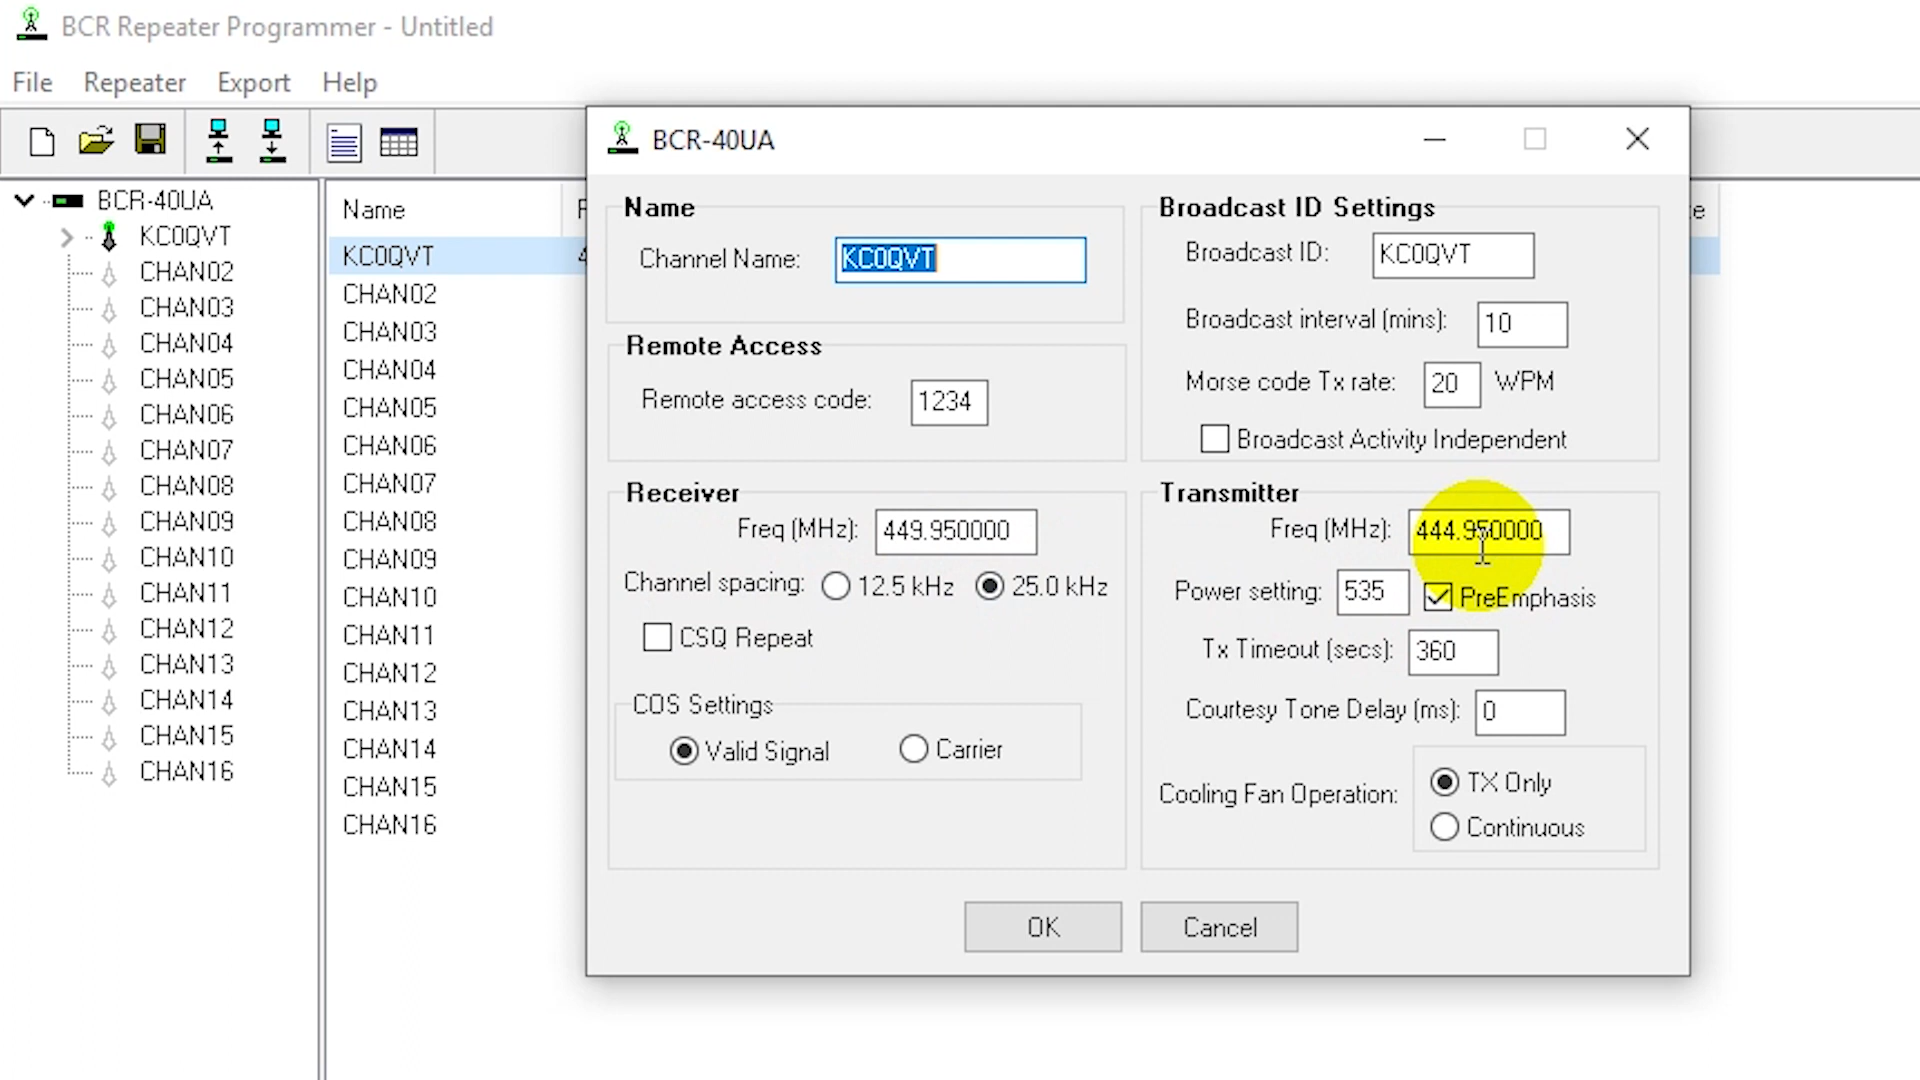 BCR Repeater Programmer - Untitled
File Repeater Export Help
BCR-40UA
KC0QVT
CHAN02
CHAN03
CHAN04
CHAN05
CHAN06
CHAN07
CHAN08
CHAN09
CHAN10
CHAN11
CHAN12
CHAN13
CHAN14
CHAN15
CHAN16
Name
KC0QVT
CHAN02
CHAN03
CHAN04
CHAN05
CHAN06
CHAN07
CHAN08
CHAN09
CHAN10
CHAN11
CHAN12
CHAN13
CHAN14
CHAN15
CHAN16
BCR-40UA
Name
Channel Name: KC0QVT
Remote Access
Remote access code: 1234
Receiver
Freq (MHz): 449.950000
Channel spacing: 12.5 kHz 25.0 kHz
CSQ Repeat
COS Settings
Valid Signal Carrier
Broadcast ID Settings
Broadcast ID: KC0QVT
Broadcast interval (mins): 10
Morse code Tx rate: 20 WPM
Broadcast Activity Independent
Transmitter
Freq (MHz): 444.950000
Power setting: 535 PreEmphasis
Tx Timeout (secs): 360
Courtesy Tone Delay (ms): 0
Cooling Fan Operation: TX Only
Continuous
OK Cancel